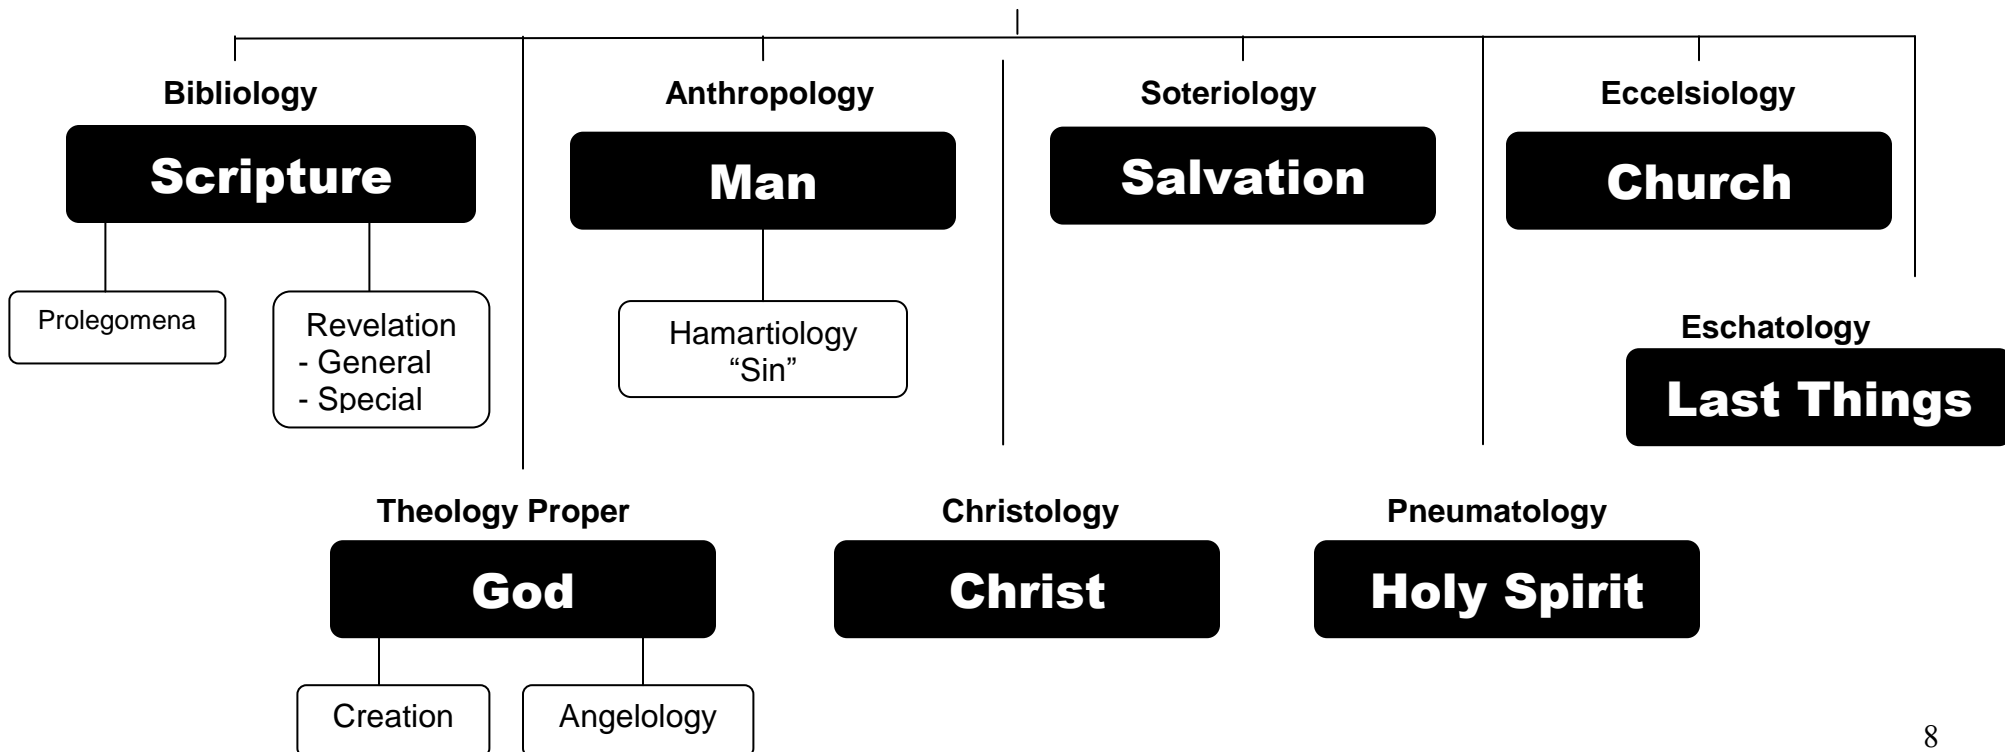 Bibliology
Anthropology
Soteriology
Eccelsiology
Scripture
Man
Salvation
Church
Prolegomena
Revelation
- General
- Special
Hamartiology
“Sin”
Eschatology
Last Things
Theology Proper
Christology
Pneumatology
God
Christ
Holy Spirit
Creation
Angelology
8